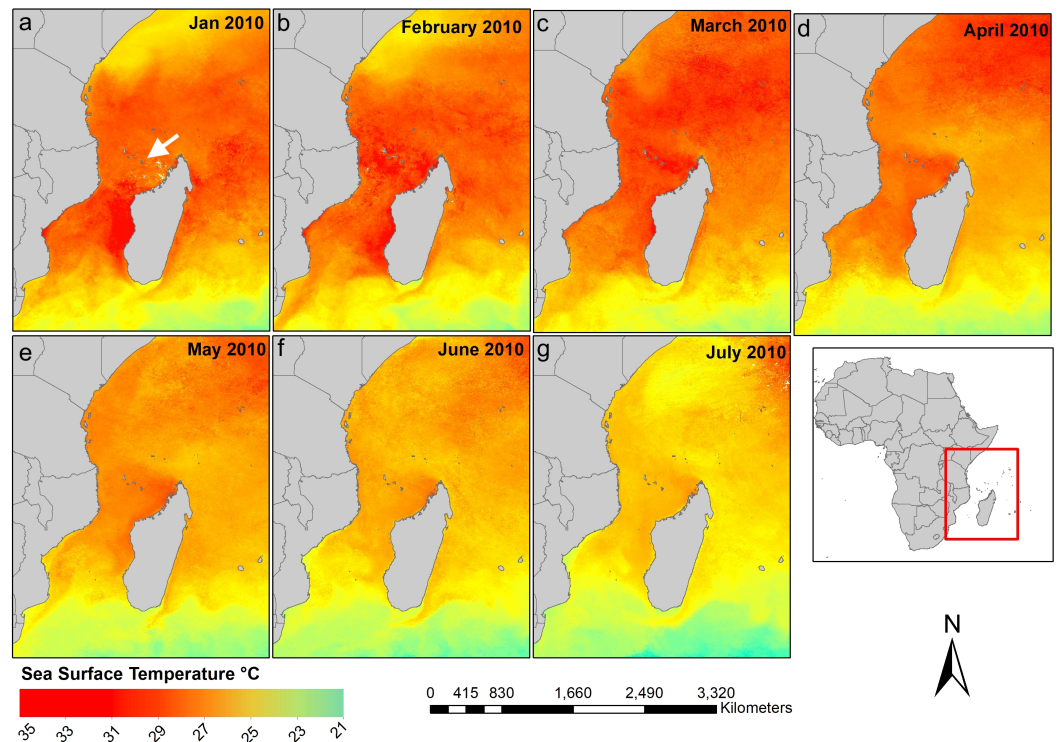 a
Jan 2010
b
February 2010
c
March 2010
d
April 2010
e
May 2010
f
June 2010
g
July 2010
Sea Surface Temperature °C
35 33 31 29 27 25 23 21
0 415 830 1,660 2,490 3,320
Kilometers
N